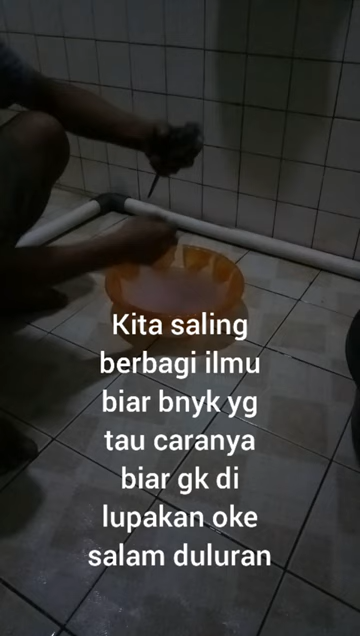 Kita saling
berbagi ilmu
biar bnyk yg
tau caranya
biar gk di
lupakan oke
salam duluran